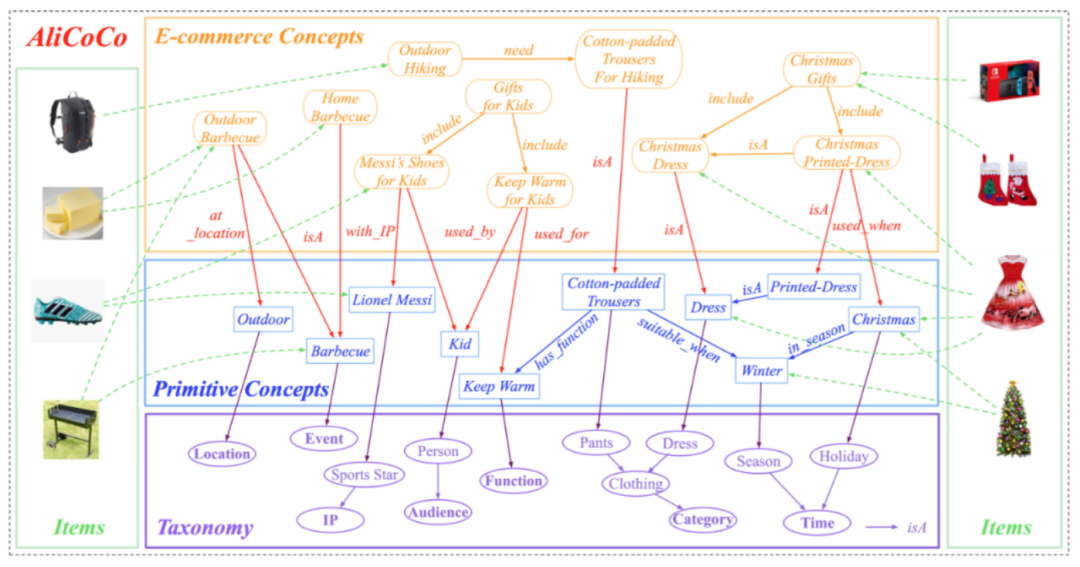 AliCoCo
E-commerce Concepts
Outdoor
Hiking
need
Cotton-padded
Trousers
For Hiking
Christmas
Gifts
Gifts
for Kids
Home
Barbecue
Outdoor
Barbecue
include
include
include
include
Messi's Shoes
for Kids
Keep Warm
for Kids
isA
Christmas
Dress
isA
Christmas
Printed-Dress
at
_location
isA
with_IP
used_by
used_for
isA
isA
used_when
Cotton-padded
Trousers
isA
Printed-Dress
Lionel Messi
Dress
Outdoor
Christmas
Barbecue
Kid
has_function
suitable_when
in_season
Winter
Primitive Concepts
Keep Warm
Location
Event
Person
Pants
Dress
Season
Holiday
Sports Star
Function
Clothing
IP
Audience
Category
Time
isA
Items
Taxonomy
Items